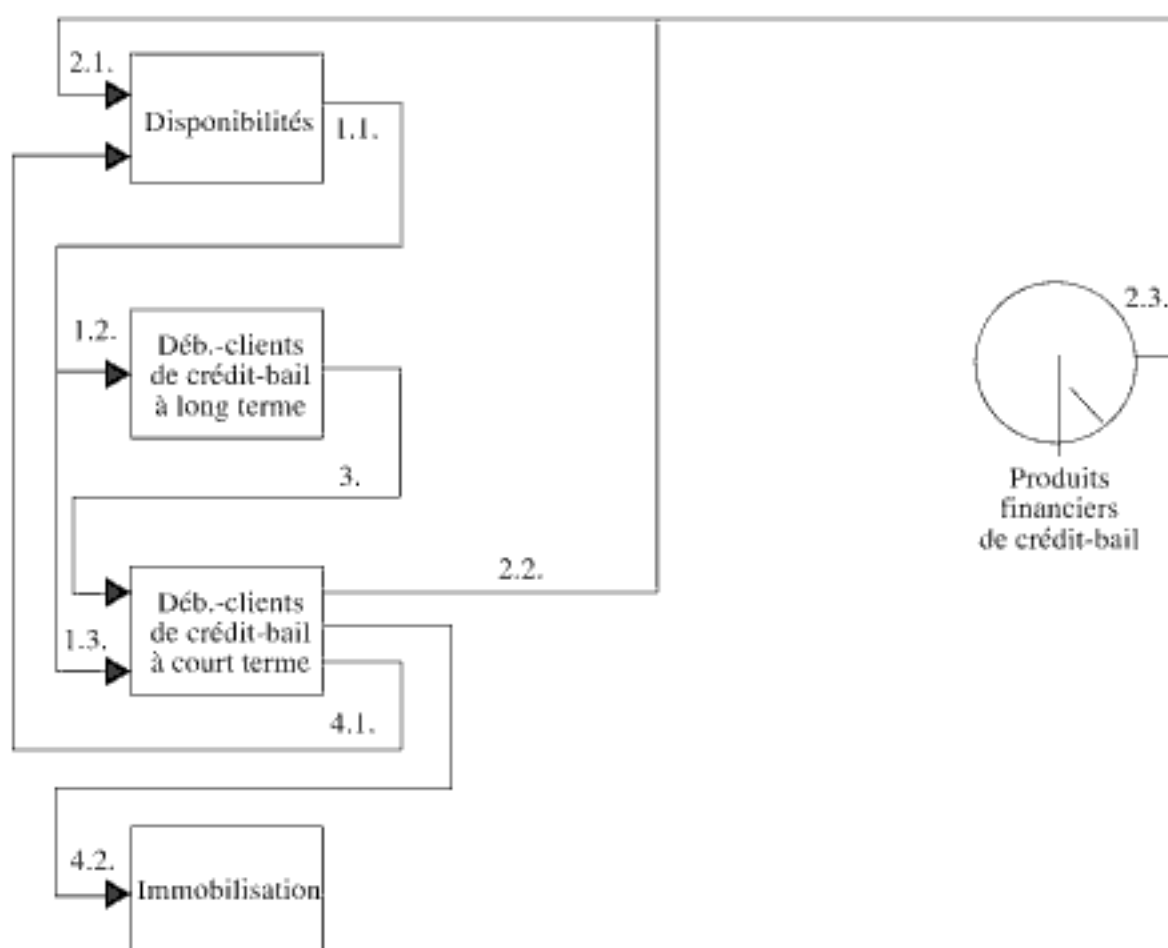 2.1.
Disponibilités
1.1.
2.3.
1.2.
Déb.-clients
de crédit-bail
à long terme
3.
Produits
financiers
de crédit-bail
2.2.
Déb.-clients
de crédit-bail
à court terme
1.3.
4.1.
4.2.
Immobilisation